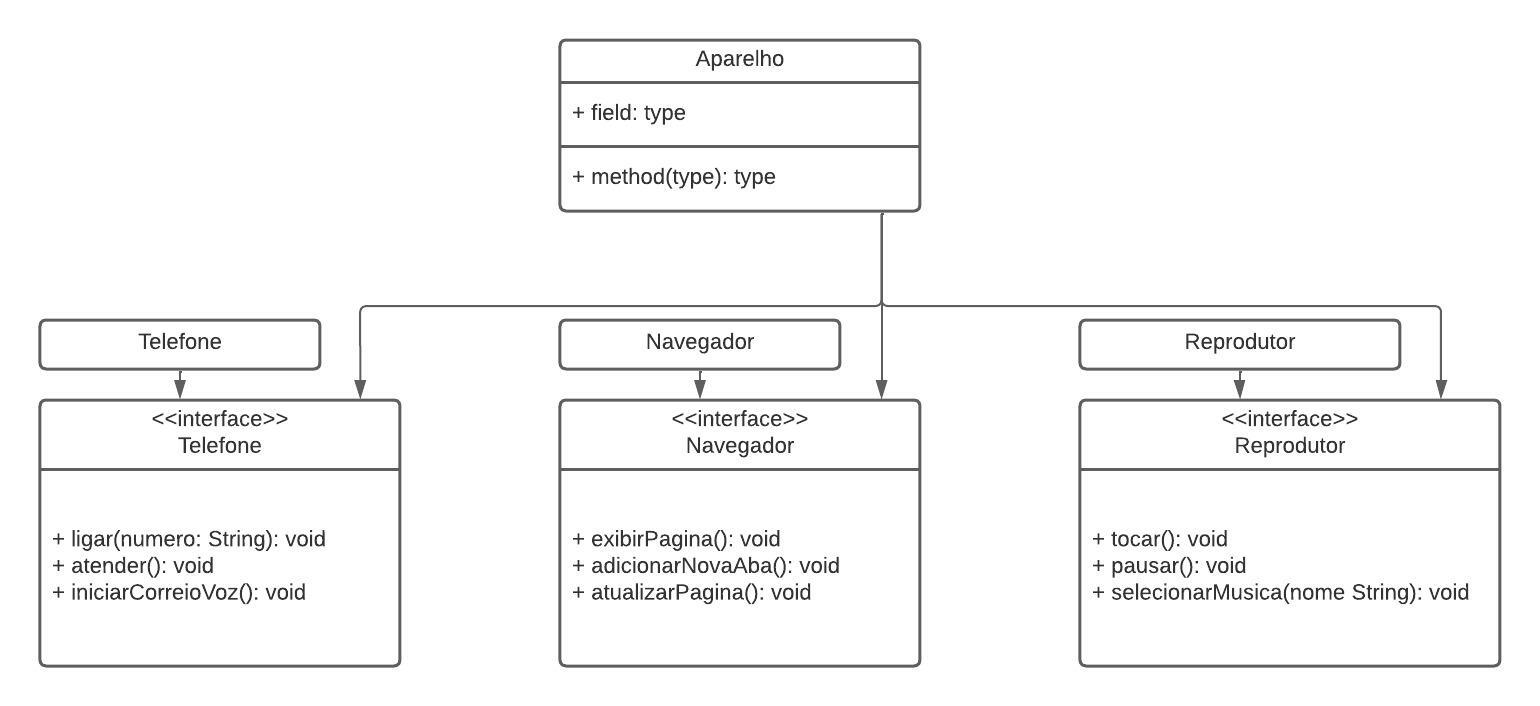 Aparelho
+ field: type
+ method(type): type
Telefone
<<interface>>
Telefone
+ ligar(numero: String): void
+ atender(): void
+ iniciarCorreioVoz(): void
Navegador
<<interface>>
Navegador
+ exibirPagina(): void
+ adicionarNovaAba(): void
+ atualizarPagina(): void
Reprodutor
<<interface>>
Reprodutor
+ tocar(): void
+ pausar(): void
+ selecionarMusica(nome String): void